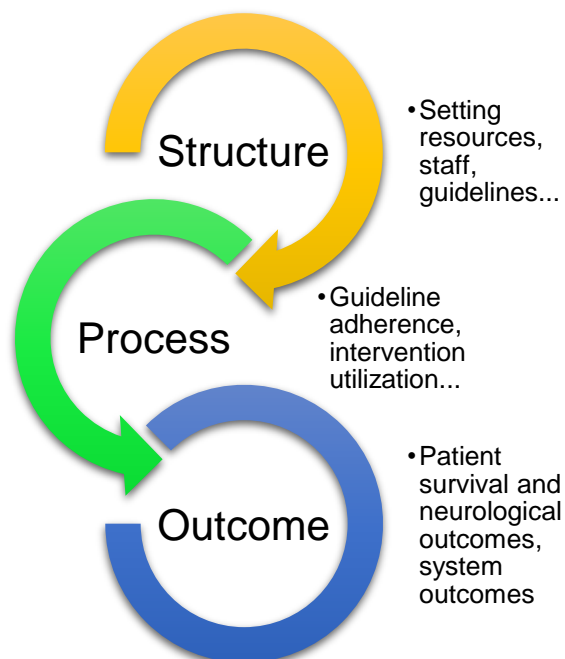 Structure
•Setting
resources,
staff,
guidelines...
Process
•Guideline
adherence,
intervention
utilization...
Outcome
•Patient
survival and
neurological
outcomes,
system
outcomes